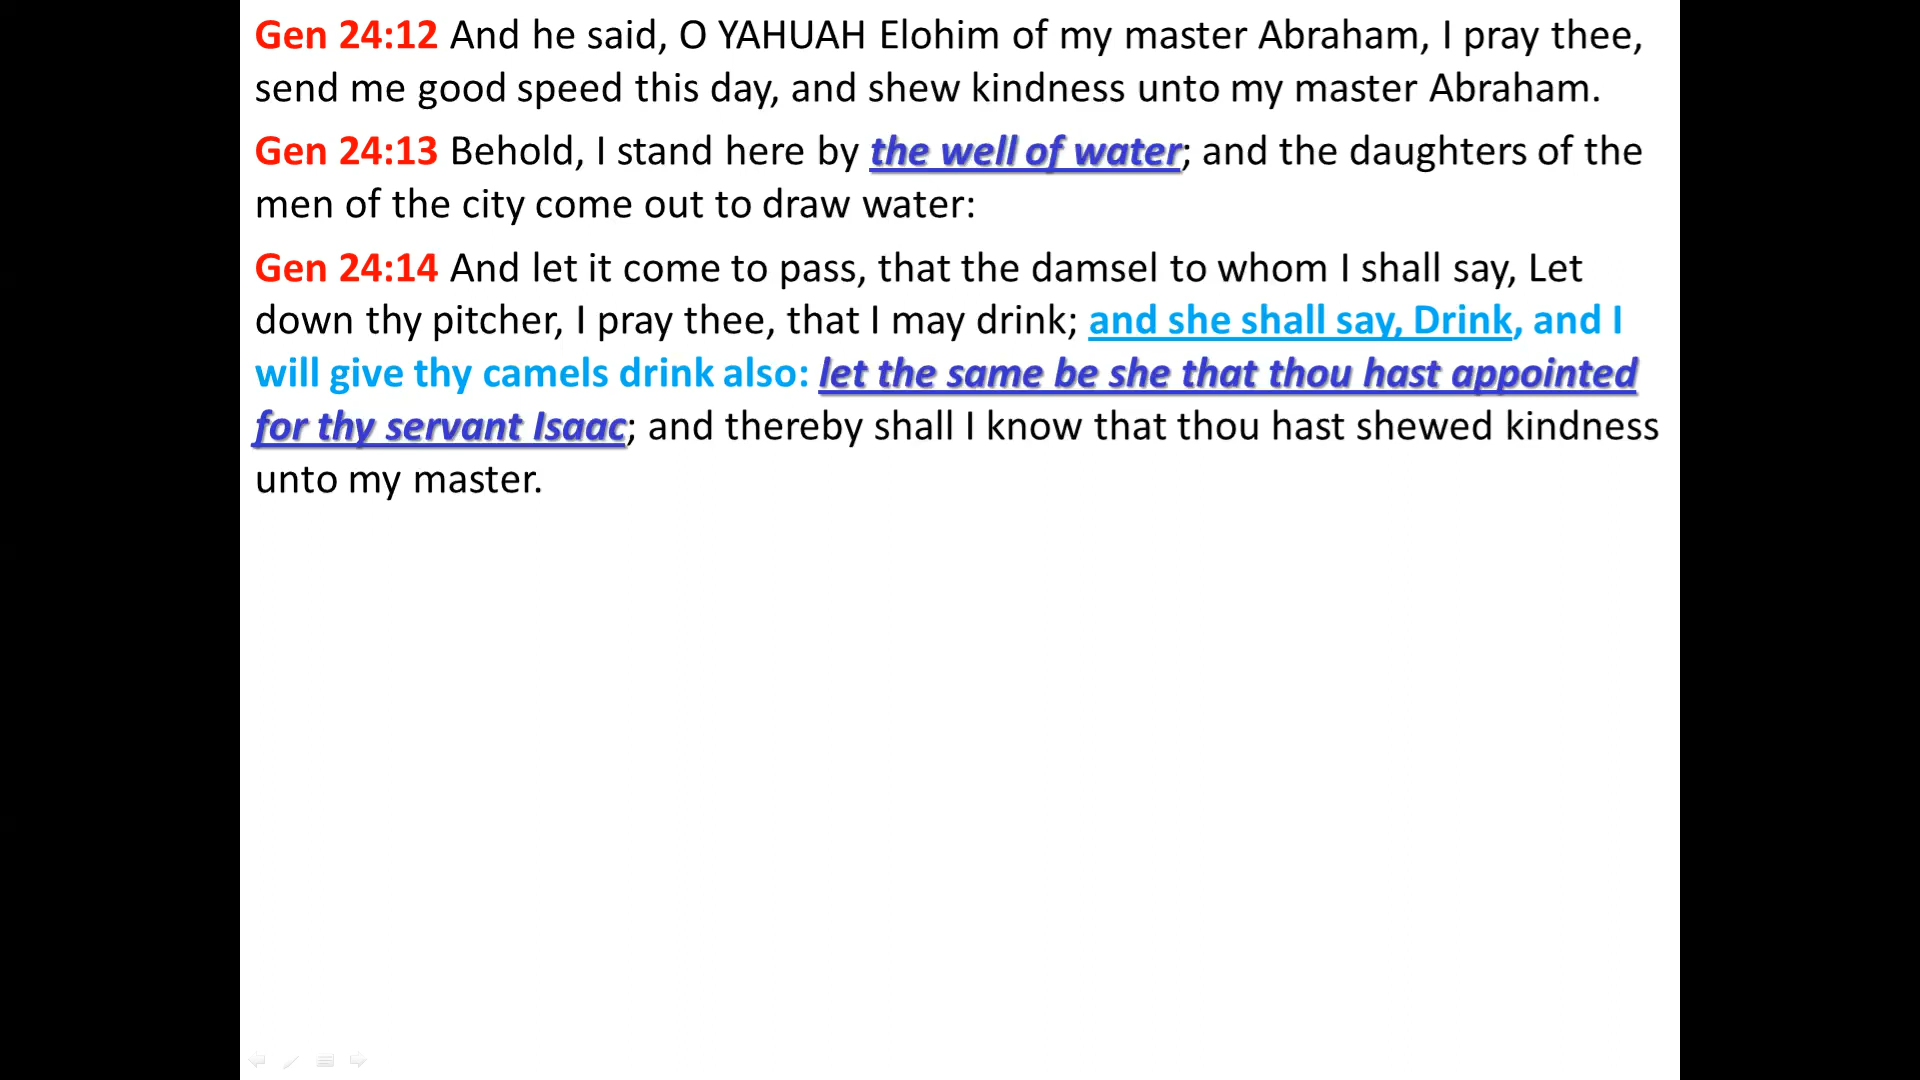 Gen 24:12 And he said, O YAHUAH Elohim of my master Abraham, I pray thee,
send me good speed this day, and shew kindness unto my master Abraham.
Gen 24:13 Behold, I stand here by the well of water; and the daughters of the
men of the city come out to draw water:
Gen 24:14 And let it come to pass, that the damsel to whom I shall say, Let
down thy pitcher, I pray thee, that I may drink; and she shall say, Drink, and I
will give thy camels drink also: let the same be she that thou hast appointed
for thy servant Isaac; and thereby shall I know that thou hast shewed kindness
unto my master.